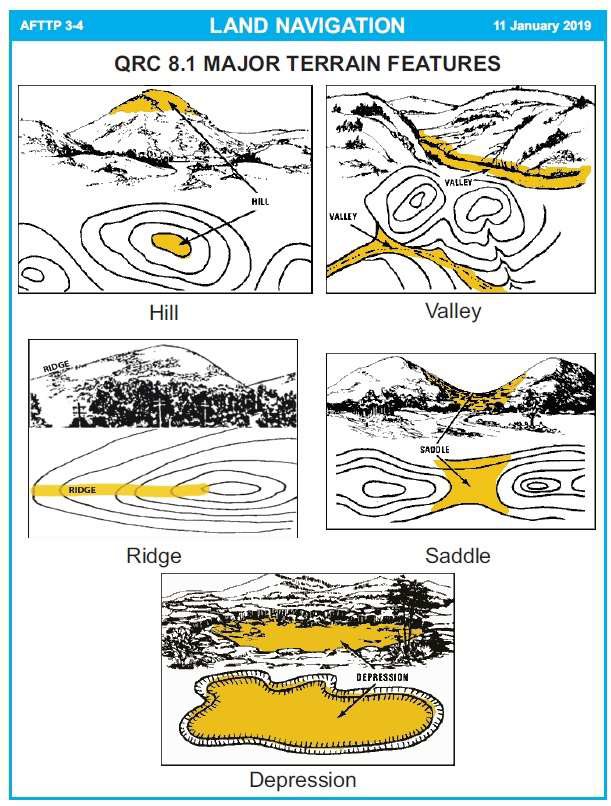 AFTTP 3-4
LAND NAVIGATION
11 January 2019
QRC 8.1 MAJOR TERRAIN FEATURES
HILL
Hill
VALLEY
VALLEY
Valley
RIDGE
RIDGE
Ridge
SADDLE
Saddle
DEPRESSION
Depression